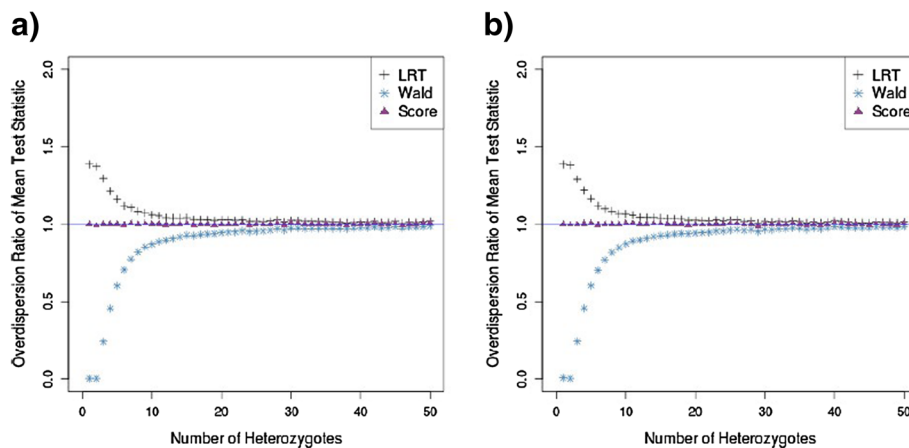 a)
Overdispersion Ratio of Mean Test Statistic
2.0
1.5
1.0
0.5
0.0
LRT
Wald
Score
0 10 20 30 40 50
Number of Heterozygotes
b)
Overdispersion Ratio of Mean Test Statistic
2.0
1.5
1.0
0.5
0.0
LRT
Wald
Score
0 10 20 30 40 50
Number of Heterozygotes